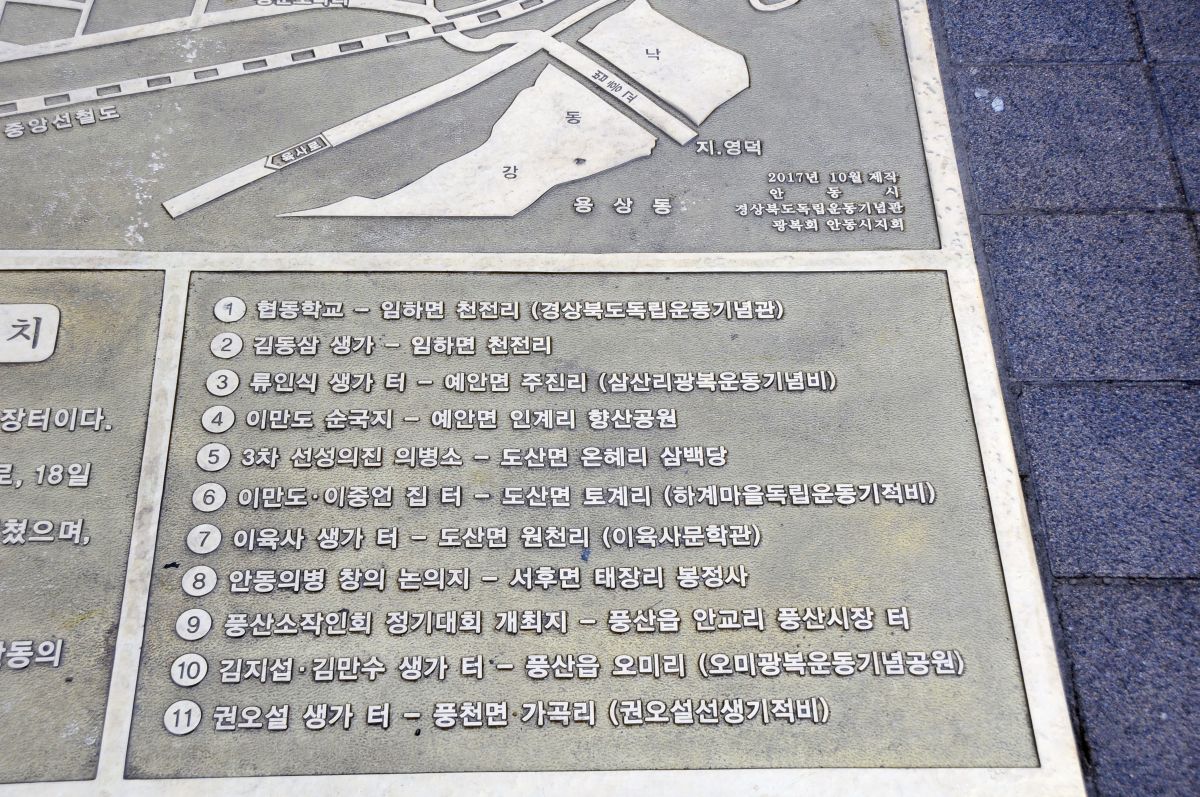 낙
법흥교
중앙선철도
동
육사로
강
지.영덕
용상동
2017년 10월 제작
안동시
경상북도독립운동기념관
광복회 안동시지회
치
장터이다.
로, 18일
쳤으며,
동의
① 협동학교 – 임하면 천전리 (경상북도독립운동기념관)
② 김동삼 생가 – 임하면 천전리
③ 류인식 생가 터 – 예안면 주진리 (삼산리광복운동기념비)
④ 이만도 순국지 – 예안면 인계리 향산공원
⑤ 3차 선성의진 의병소 – 도산면 온혜리 삼백당
⑥ 이만도·이중언 집 터 – 도산면 토계리 (하계마을독립운동기적비)
⑦ 이육사 생가 터 – 도산면 원천리 (이육사문학관)
⑧ 안동의병 창의 논의지 – 서후면 태장리 봉정사
⑨ 풍산소작인회 정기대회 개최지 – 풍산읍 안교리 풍산시장 터
⑩ 김지섭·김만수 생가 터 – 풍산읍 오미리 (오미광복운동기념공원)
⑪ 권오설 생가 터 – 풍천면 가곡리 (권오설선생기적비)